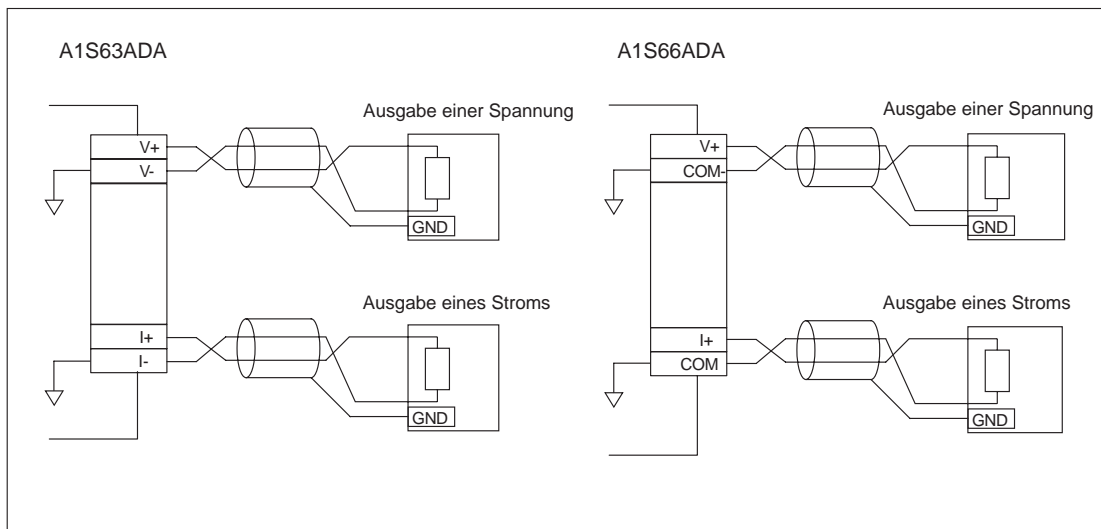 A1S63ADA
Ausgabe einer Spannung
V+
V-
GND
Ausgabe eines Stroms
I+
I-
GND
A1S66ADA
Ausgabe einer Spannung
V+
COM-
GND
Ausgabe eines Stroms
I+
COM
GND